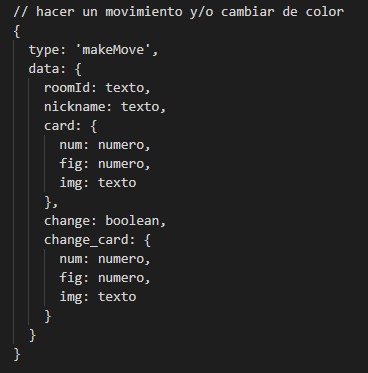 // hacer un movimiento y/o cambiar de color
{
  type: 'makeMove',
  data: {
    roomId: texto,
    nickname: texto,
    card: {
      num: numero,
      fig: numero,
      img: texto
    },
    change: boolean,
    change_card: {
      num: numero,
      fig: numero,
      img: texto
    }
  }
}